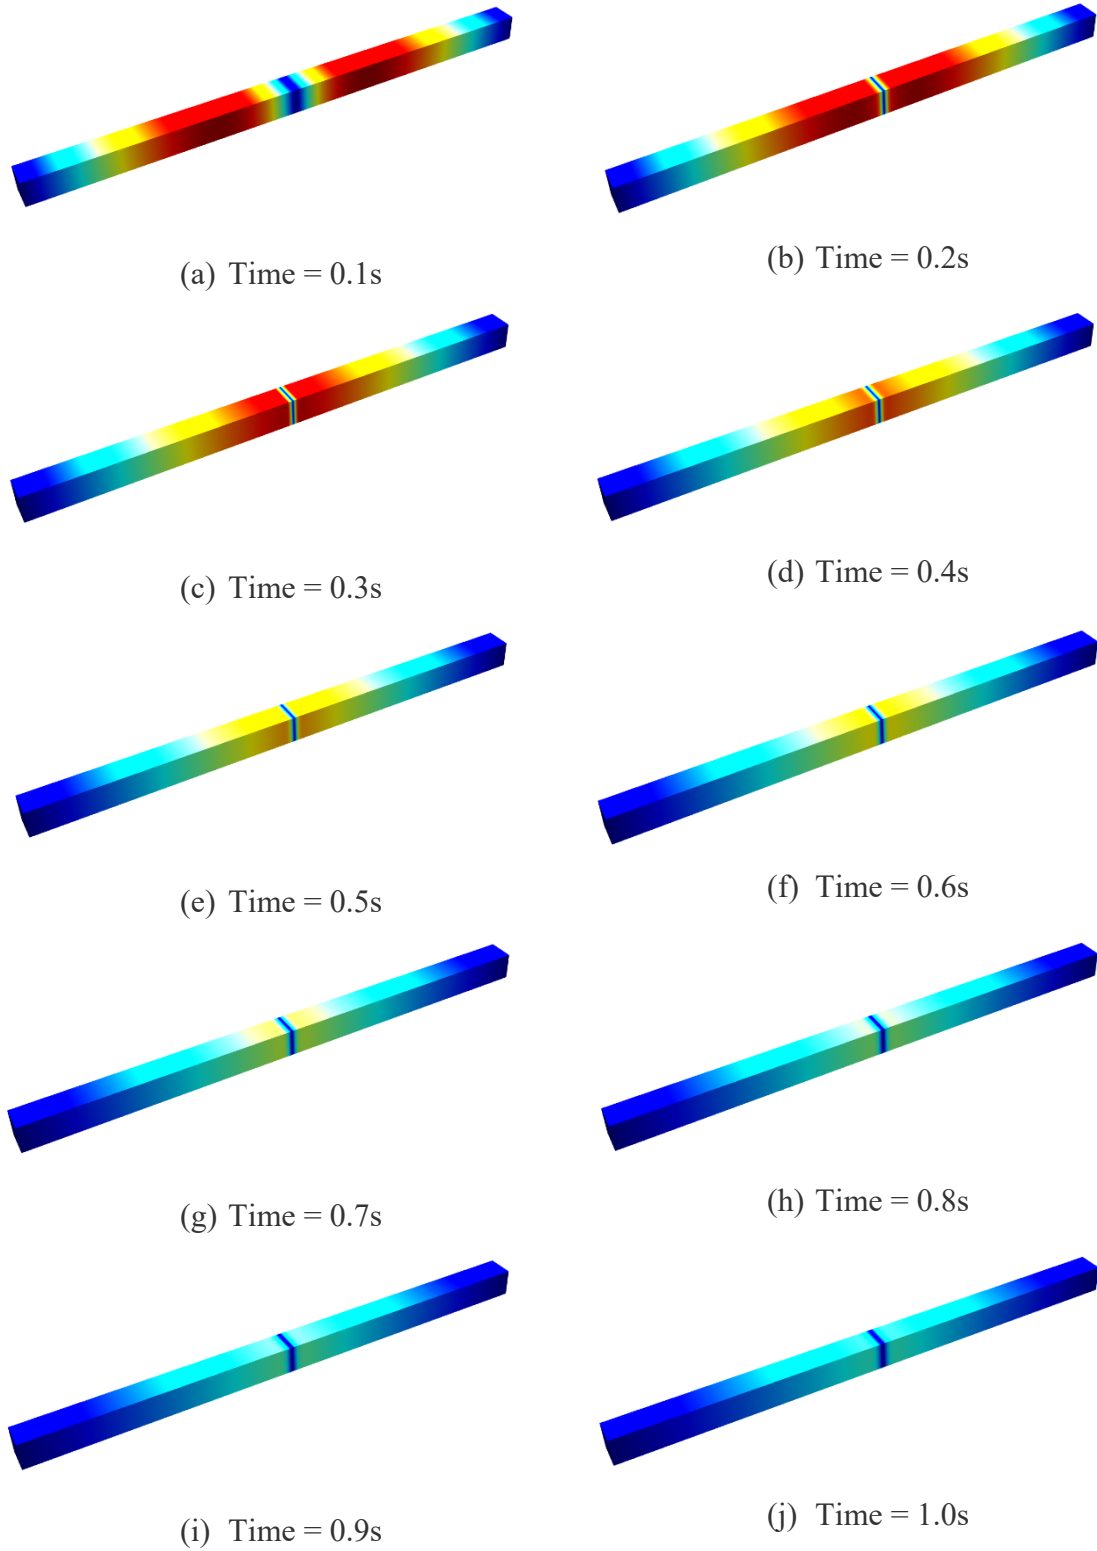 (a) Time = 0.1s
(b) Time = 0.2s
(c) Time = 0.3s
(d) Time = 0.4s
(e) Time = 0.5s
(f) Time = 0.6s
(g) Time = 0.7s
(h) Time = 0.8s
(i) Time = 0.9s
(j) Time = 1.0s